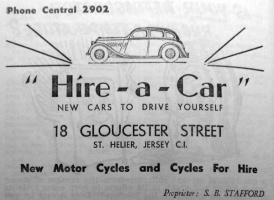 Phone Central 2902
" Hire - a - Car "
NEW CARS TO DRIVE YOURSELF
18 GLOUCESTER STREET
ST. HELIER, JERSEY C.I.
New Motor Cycles and Cycles For Hire
Proprietor: S. B. STAFFORD